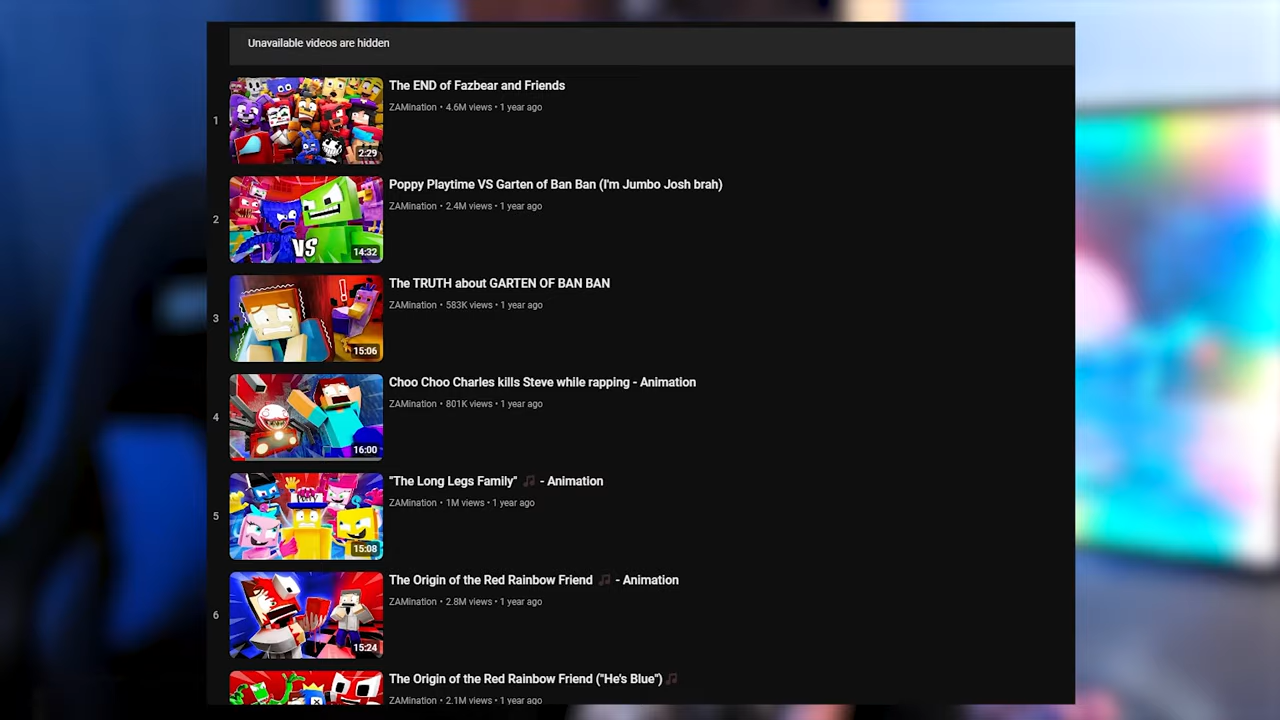 Unavailable videos are hidden
The END of Fazbear and Friends
ZAMination • 4.6M views • 1 year ago
1
2:29
Poppy Playtime VS Garten of Ban Ban (I'm Jumbo Josh brah)
ZAMination • 2.4M views • 1 year ago
2
VS
14:32
The TRUTH about GARTEN OF BAN BAN
ZAMination • 583K views • 1 year ago
3
15:06
Choo Choo Charles kills Steve while rapping - Animation
ZAMination • 801K views • 1 year ago
4
16:00
"The Long Legs Family" 🎵 - Animation
ZAMination • 1M views • 1 year ago
5
15:08
The Origin of the Red Rainbow Friend 🎵 - Animation
ZAMination • 2.8M views • 1 year ago
6
15:24
The Origin of the Red Rainbow Friend ("He's Blue") 🎵
ZAMination • 2.1M views • 1 year ago